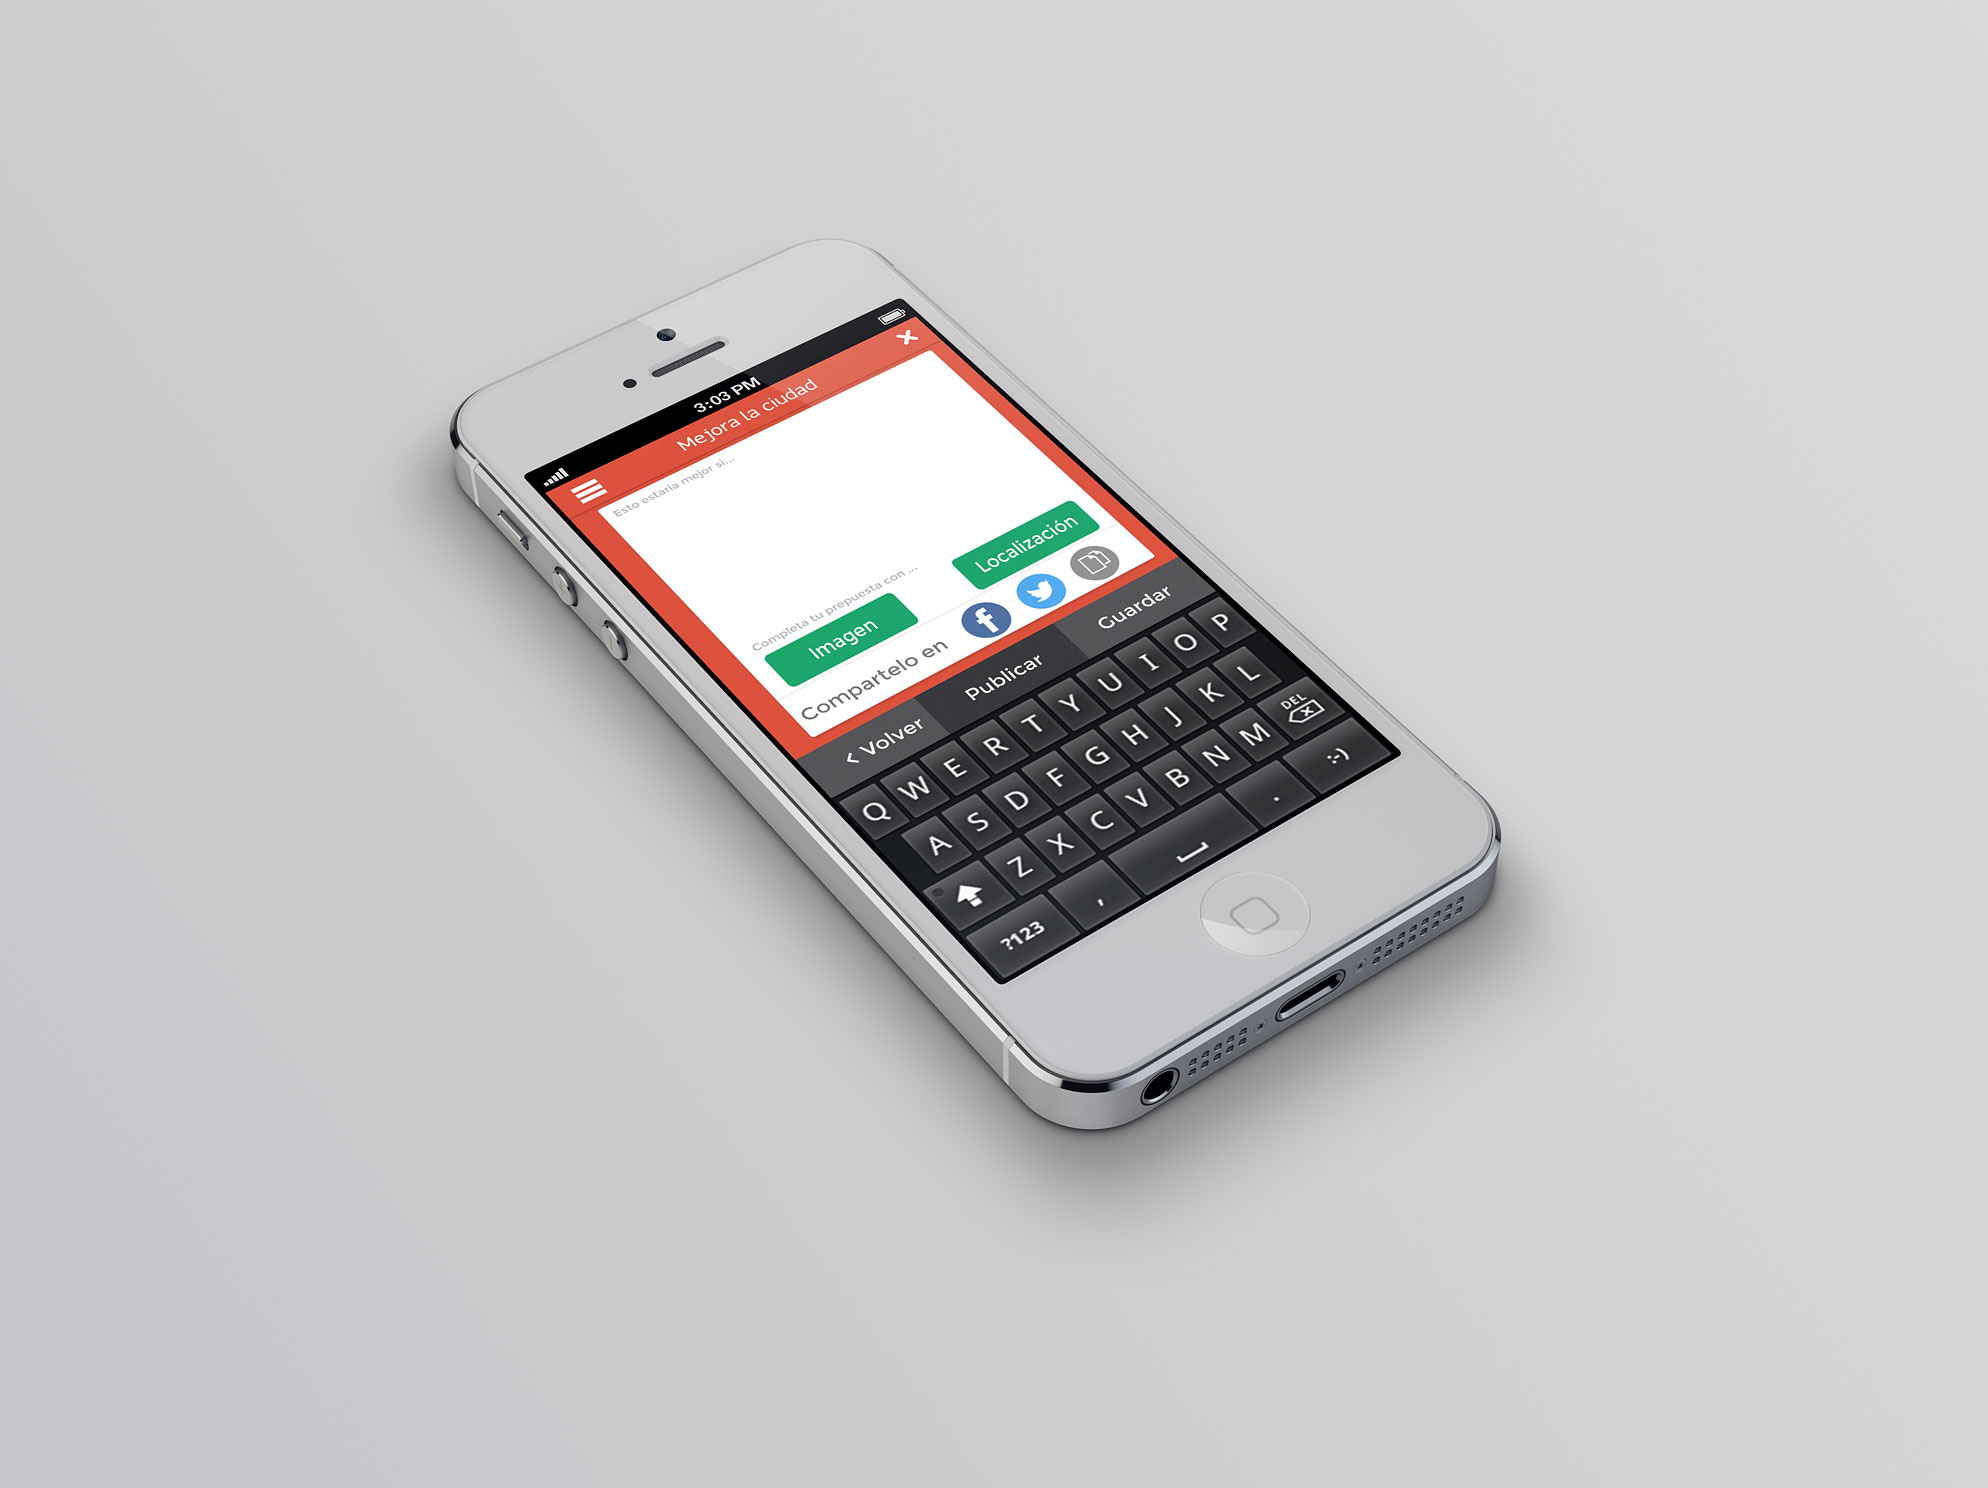 3:03 PM
Mejora la ciudad
Esto estaria mejor si...
Completa tu prepuesta con ...
Imagen
Localización
Compartelo en
f
< Volver
Publicar
Guardar
Q W E R T Y U I O P
A S D F G H J K L
Z X C V B N M DEL
?123 , . :-)